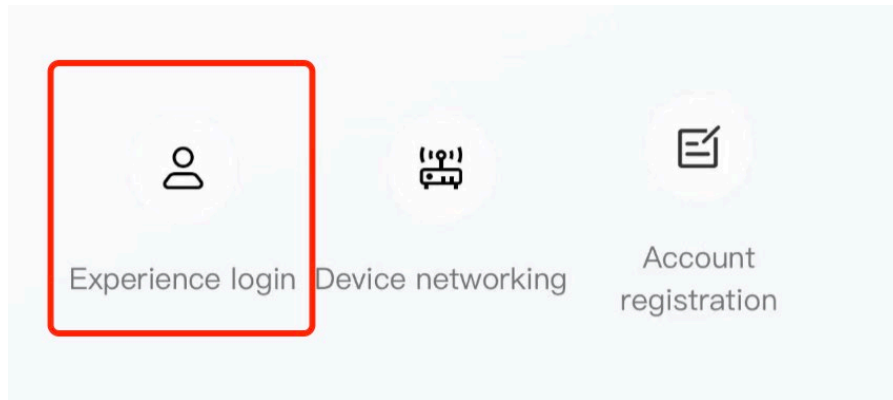 Experience login
Device networking
Account
registration